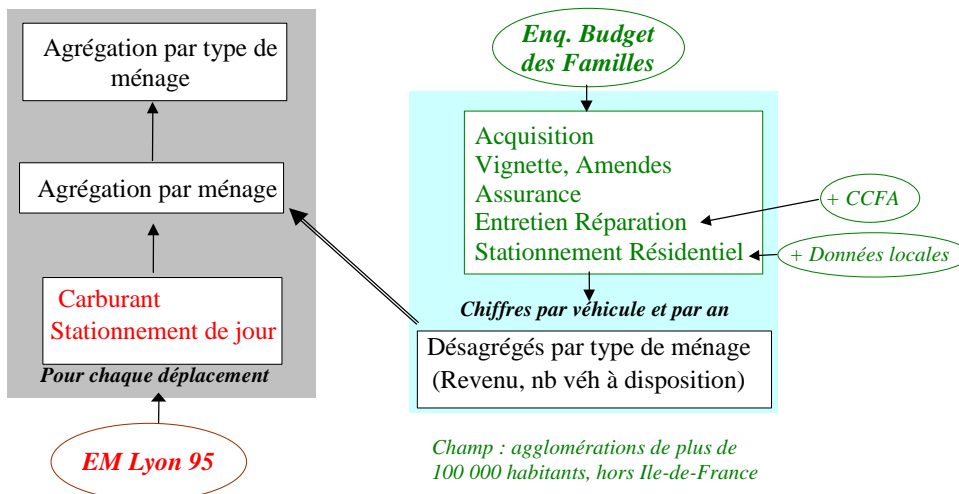 Agrégation par type de
ménage
Agrégation par ménage
Carburant
Stationnement de jour
Pour chaque déplacement
EM Lyon 95
Enq. Budget
des Familles
Acquisition
Vignette, Amendes
Assurance
Entretien Réparation
Stationnement Résidentiel
+ CCFA
+ Données locales
Chiffres par véhicule et par an
Désagrégés par type de ménage
(Revenu, nb véh à disposition)
Champ : agglomérations de plus de
100 000 habitants, hors Ile-de-France